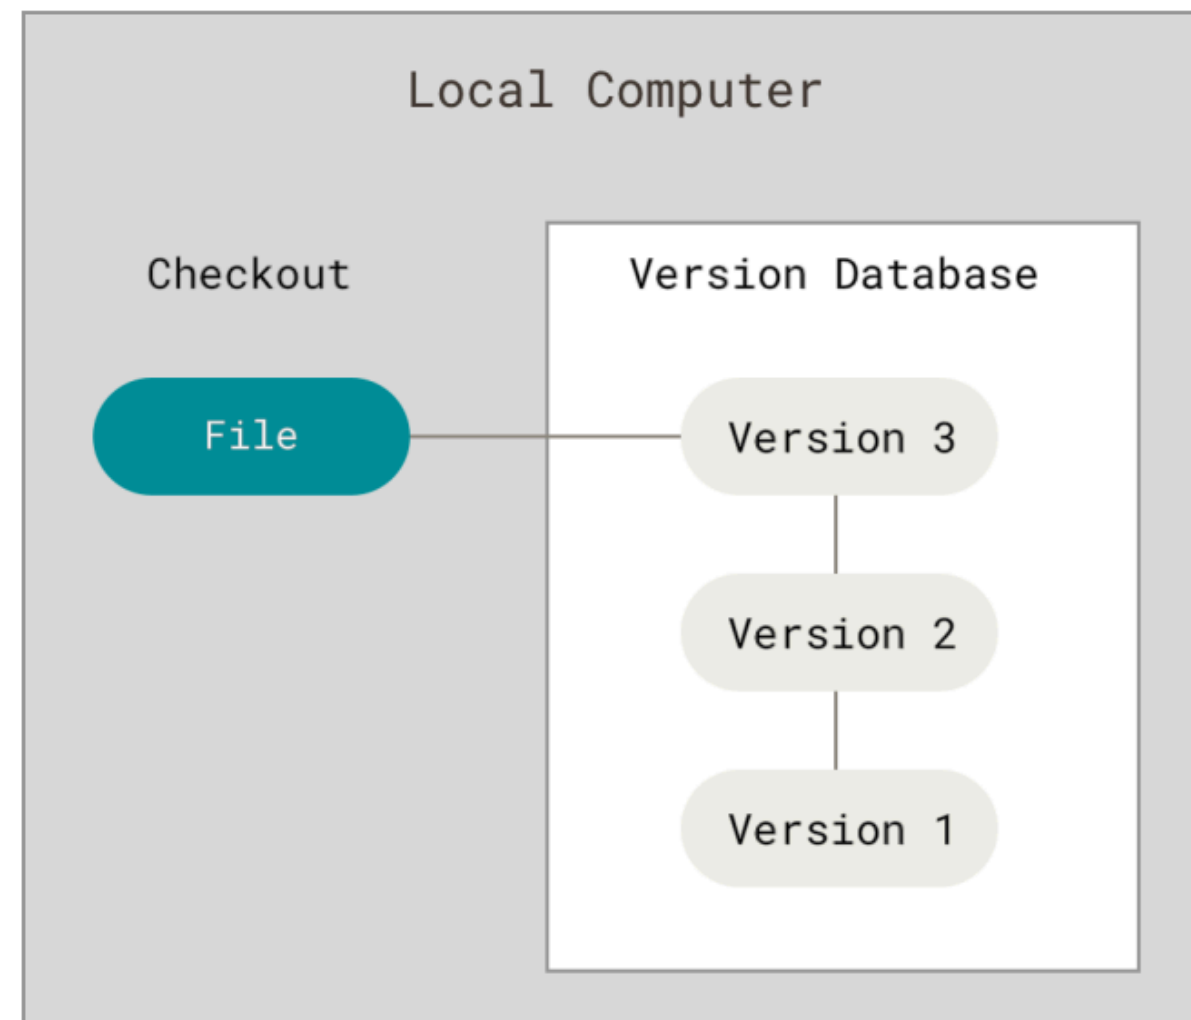 Local Computer
Checkout
Version Database
File
Version 3
Version 2
Version 1